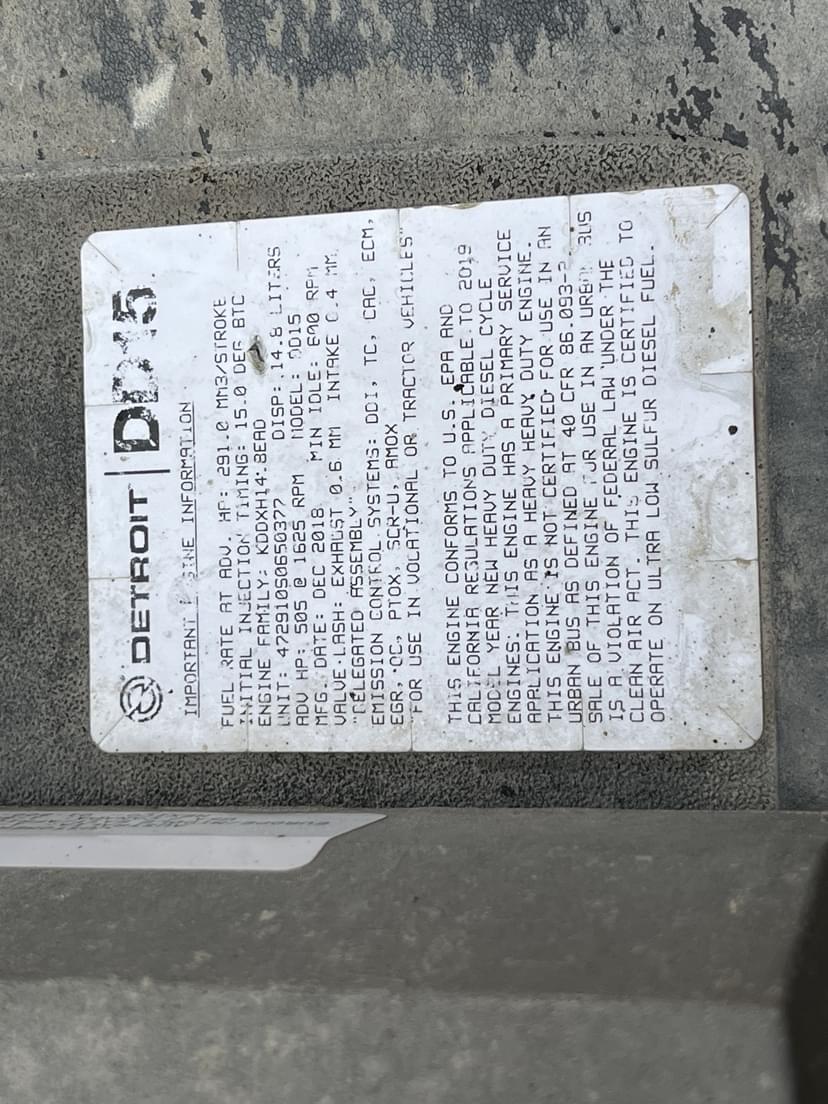 DETROIT DD15
IMPORTANT ENGINE INFORMATION
FUEL RATE AT ADV. HP: 291.0 MM3/STROKE
INITIAL INJECTION TIMING: 15.0 DEG BTC
ENGINE FAMILY: KDDXH14.8EAD
UNIT: 472910S0650377 DISP: 14.8 LITERS
ADV HP: 505 @ 1625 RPM MODEL: DD15
MFG. DATE: DEC 2018 MIN IDLE: 600 RPM
VALVE LASH: EXHAUST 0.6 MM INTAKE 0.4 MM
"DELEGATED ASSEMBLY"
EMISSION CONTROL SYSTEMS: DDI, TC, CAC, ECM,
EGR, OC, PTOX, SCR-U, AMOX
"FOR USE IN VOCATIONAL OR TRACTOR VEHICLES"
THIS ENGINE CONFORMS TO U.S. EPA AND
CALIFORNIA REGULATIONS APPLICABLE TO 2019
MODEL YEAR NEW HEAVY DUTY DIESEL CYCLE
ENGINES. THIS ENGINE HAS A PRIMARY SERVICE
APPLICATION AS A HEAVY HEAVY DUTY ENGINE.
THIS ENGINE IS NOT CERTIFIED FOR USE IN AN
URBAN BUS AS DEFINED AT 40 CFR
SALE OF THIS ENGINE FOR USE IN AN URBAN BUS
IS A VIOLATION OF FEDERAL LAW UNDER THE
CLEAN AIR ACT. THIS ENGINE IS CERTIFIED TO
OPERATE ON ULTRA LOW SULFUR DIESEL FUEL.